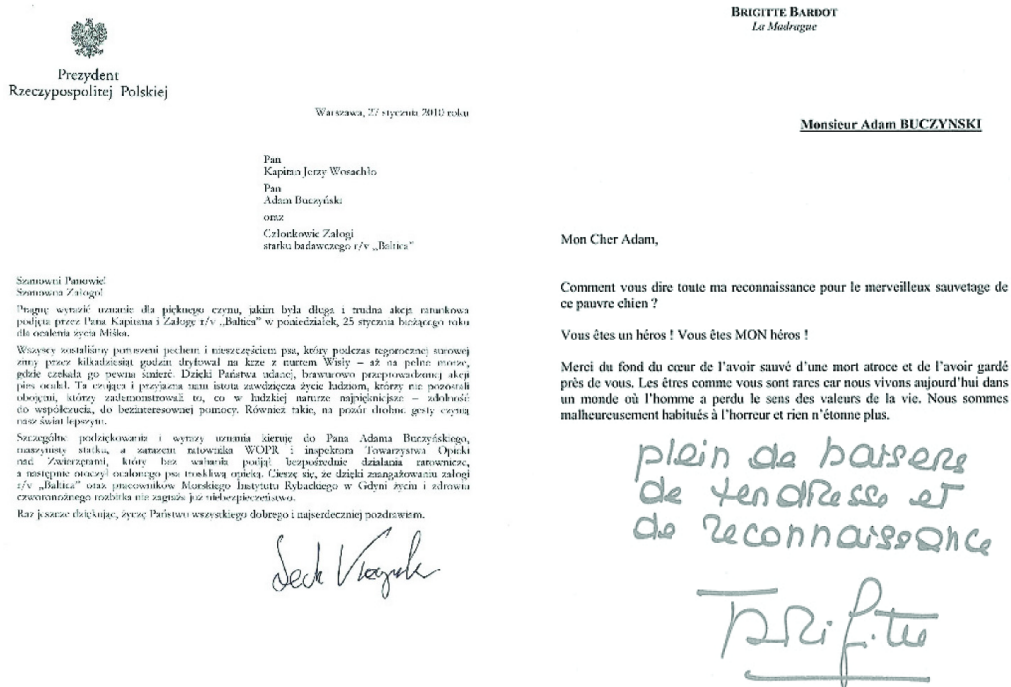 Prezydent
Rzeczypospolitej Polskiej
Warszawa, 27 stycznia 2010 roku
Pan
Kapitan Jerzy Wosachło
Pan
Adam Buczyński
oraz
Członkowie Załogi
statku badawczego r/v „Baltica”
Szanowni Panowie!
Szanowna Załogo!
Pragnę wyrazić uznanie dla pięknego czynu, jakim była długa i trudna akcja ratunkowa
podjęta przez Pana Kapitana i Załogę r/v „Baltica” w poniedziałek, 25 stycznia bieżącego roku
dla ocalenia życia Miśka.
Wszyscy zostaliśmy poruszeni pechem i nieszczęściem psa, który podczas tegorocznej surowej
zimy przez kilkadziesiąt godzin dryfował na krze z nurtem Wisły – aż na pełne morze,
gdzie czekała go pewna śmierć. Dzięki Państwa udanej, brawurowo przeprowadzonej akcji
pies ocalał. Ta czująca i przyjazna nam istota zawdzięcza życie ludziom, którzy nie pozostali
obojętni, którzy zademonstrowali to, co w ludzkiej naturze najpiękniejsze – zdolność
do współczucia, do bezinteresownej pomocy. Również takie, na pozór drobne, gesty czynią
nasz świat lepszym.
Szczególne podziękowania i wyrazy uznania kieruję do Pana Adama Buczyńskiego,
maszynisty statku, a zarazem ratownika WOPR i inspektora Towarzystwa Opieki
nad Zwierzętami, który bez wahania podjął bezpośrednie działania ratownicze,
a następnie otoczył ocalonego psa troskliwą opieką. Cieszę się, że dzięki zaangażowaniu załogi
r/v „Baltica” oraz pracowników Morskiego Instytutu Rybackiego w Gdyni życiu i zdrowiu
czworonożnego rozbitka nie zagraża już niebezpieczeństwo.
Raz jeszcze dziękując, życzę Państwu wszystkiego dobrego i najserdeczniej pozdrawiam.
BRIGITTE BARDOT
La Madrague
Monsieur Adam BUCZYNSKI
Mon Cher Adam,
Comment vous dire toute ma reconnaissance pour le merveilleux sauvetage de
ce pauvre chien ?
Vous êtes un héros ! Vous êtes MON héros !
Merci du fond du cœur de l'avoir sauvé d'une mort atroce et de l'avoir gardé
près de vous. Les êtres comme vous sont rares car nous vivons aujourd'hui dans
un monde où l'homme a perdu le sens des valeurs de la vie. Nous sommes
malheureusement habitués à l'horreur et rien n'étonne plus.
plein de baisers
de tendresse et
de reconnaissance
Brigitte